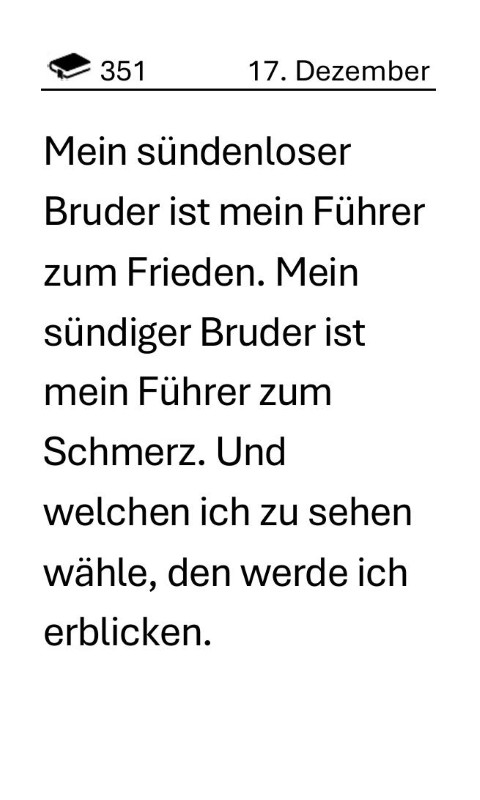 351 17. Dezember
Mein sündenloser
Bruder ist mein Führer
zum Frieden. Mein
sündiger Bruder ist
mein Führer zum
Schmerz. Und
welchen ich zu sehen
wähle, den werde ich
erblicken.